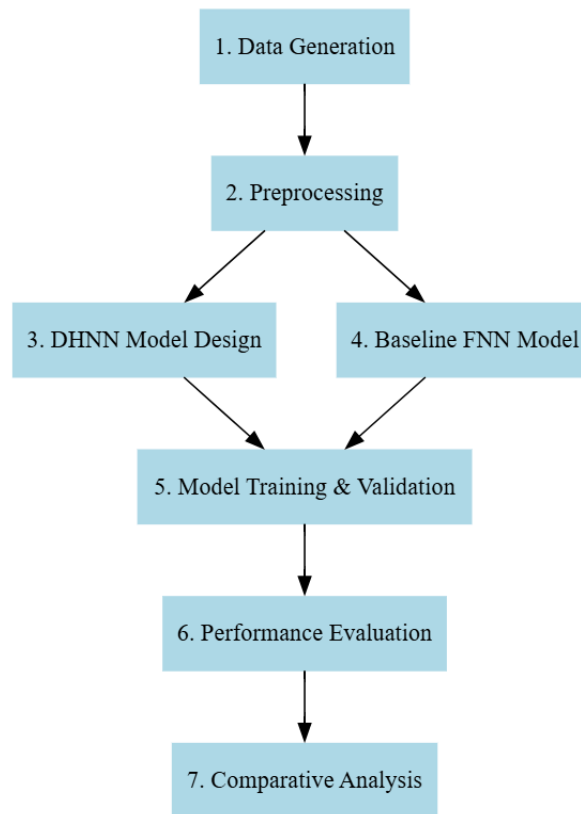 1. Data Generation
2. Preprocessing
3. DHNN Model Design
4. Baseline FNN Model
5. Model Training & Validation
6. Performance Evaluation
7. Comparative Analysis